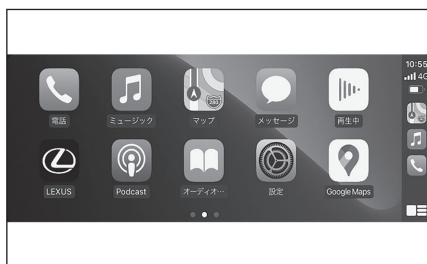 10:55
4G
電話
ミュージック
マップ
メッセージ
再生中
280
LEXUS
Podcast
オーディオ…
設定
Google Maps